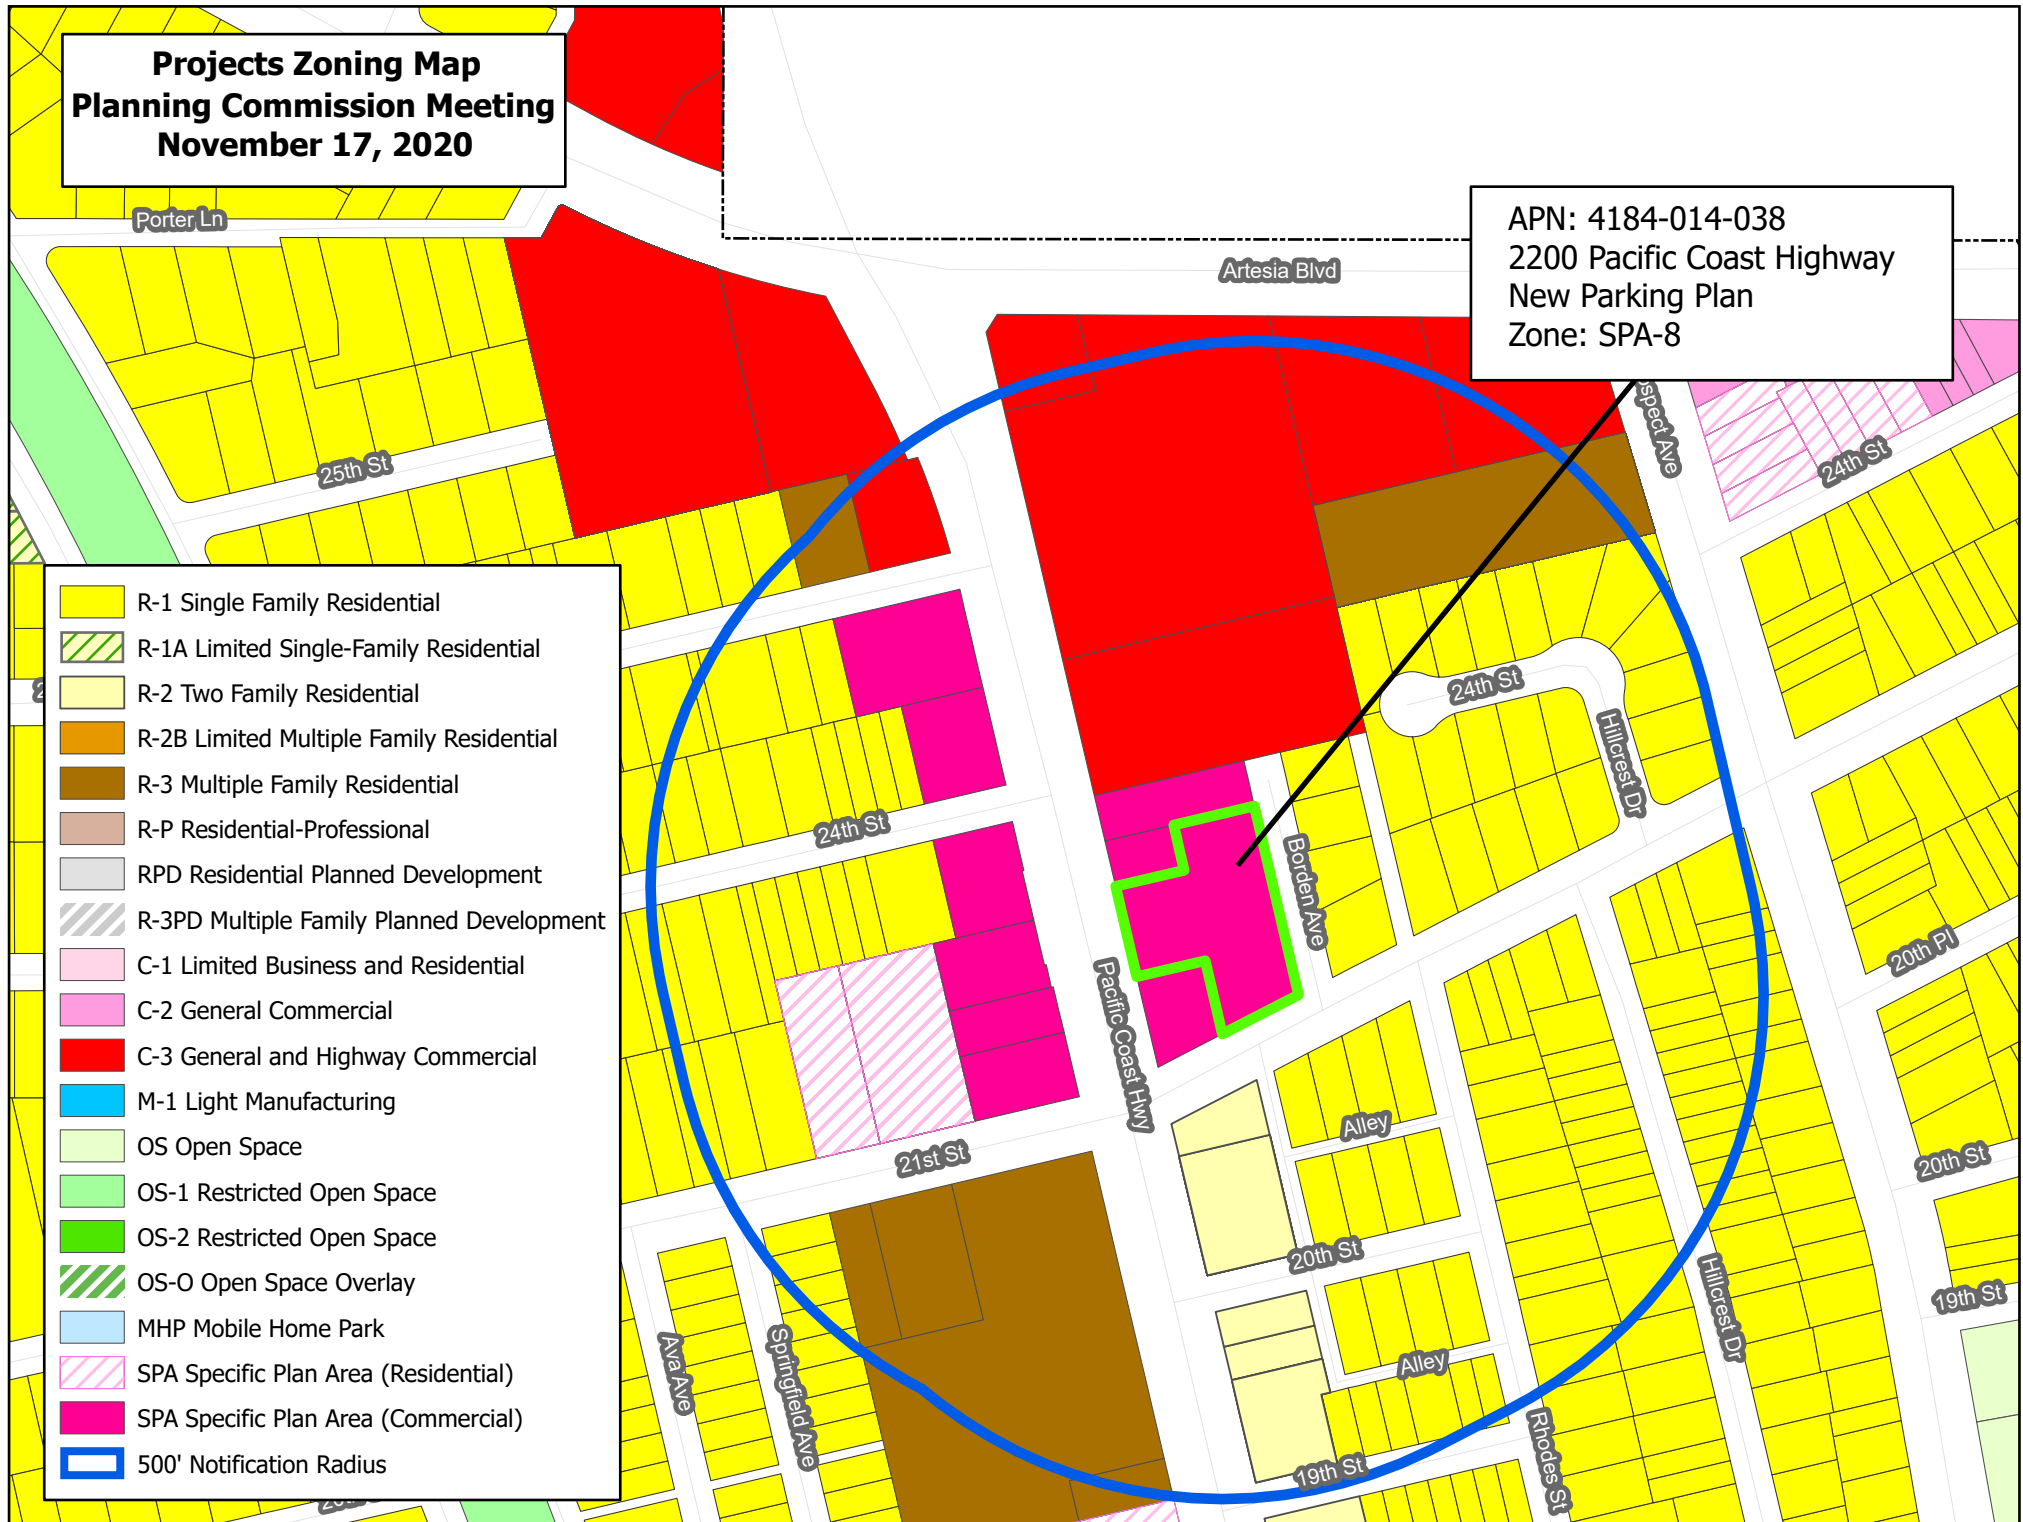 Projects Zoning Map
Planning Commission Meeting
November 17, 2020
APN: 4184-014-038
2200 Pacific Coast Highway
New Parking Plan
Zone: SPA-8
Porter Ln
Artesia Blvd
25th St
24th St
24th St
Hillcrest Dr
24th St
Borden Ave
Pacific Coast Hwy
20th Pl
Alley
21st St
20th St
20th St
19th St
Hillcrest Dr
Alley
Ava Ave
Springfield Ave
Rhodes St
19th St
R-1 Single Family Residential
R-1A Limited Single-Family Residential
R-2 Two Family Residential
R-2B Limited Multiple Family Residential
R-3 Multiple Family Residential
R-P Residential-Professional
RPD Residential Planned Development
R-3PD Multiple Family Planned Development
C-1 Limited Business and Residential
C-2 General Commercial
C-3 General and Highway Commercial
M-1 Light Manufacturing
OS Open Space
OS-1 Restricted Open Space
OS-2 Restricted Open Space
OS-O Open Space Overlay
MHP Mobile Home Park
SPA Specific Plan Area (Residential)
SPA Specific Plan Area (Commercial)
500' Notification Radius